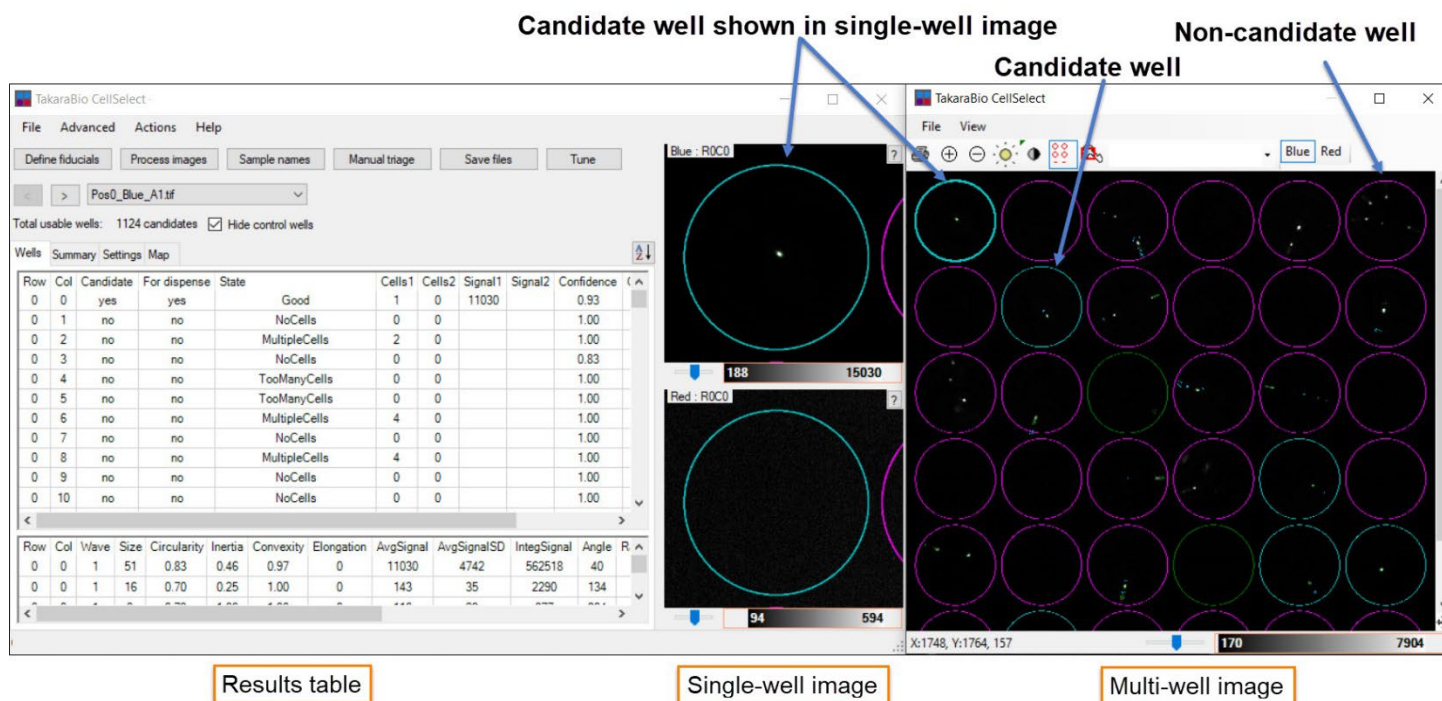 Candidate well shown in single-well image
Non-candidate well
Candidate well
TakaraBio CellSelect
File Advanced Actions Help
Define fiducials Process images Sample names Manual triage Save files Tune
< > Pos0_Blue_A1.tif
Total usable wells: 1124 candidates Hide control wells
Wells Summary Settings Map
Row Col Candidate For dispense State Cells1 Cells2 Signal1 Signal2 Confidence
0 0 yes yes Good 1 0 11030 0.93
0 1 no no NoCells 0 0 1.00
0 2 no no MultipleCells 2 0 1.00
0 3 no no NoCells 0 0 0.83
0 4 no no TooManyCells 0 0 1.00
0 5 no no TooManyCells 0 0 1.00
0 6 no no MultipleCells 4 0 1.00
0 7 no no NoCells 0 0 1.00
0 8 no no MultipleCells 4 0 1.00
0 9 no no NoCells 0 0 1.00
0 10 no no NoCells 0 0 1.00
Row Col Wave Size Circularity Inertia Convexity Elongation AvgSignal AvgSignalSD IntegSignal Angle
0 0 1 51 0.83 0.46 0.97 0 11030 4742 562518 40
0 0 1 16 0.70 0.25 1.00 0 143 35 2290 134
Blue : R0C0 ?
188 15030
Red : R0C0 ?
94 594
TakaraBio CellSelect
File View
Blue Red
X:1748, Y:1764, 157
170 7904
Results table
Single-well image
Multi-well image